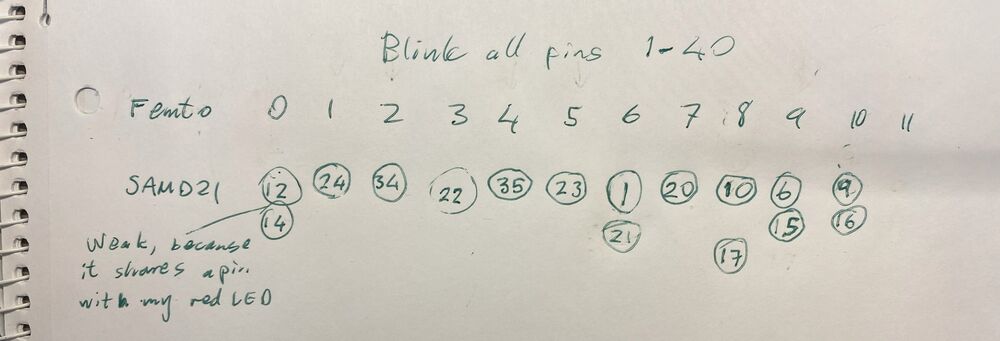 Blink all pins 1-40
Femto 0 1 2 3 4 5 6 7 8 9 10 11
SAMD21 12 24 34 22 35 23 1 20 10 6 9
14 21 17 15 16
Weak, because
it shares a pin
with my red LED